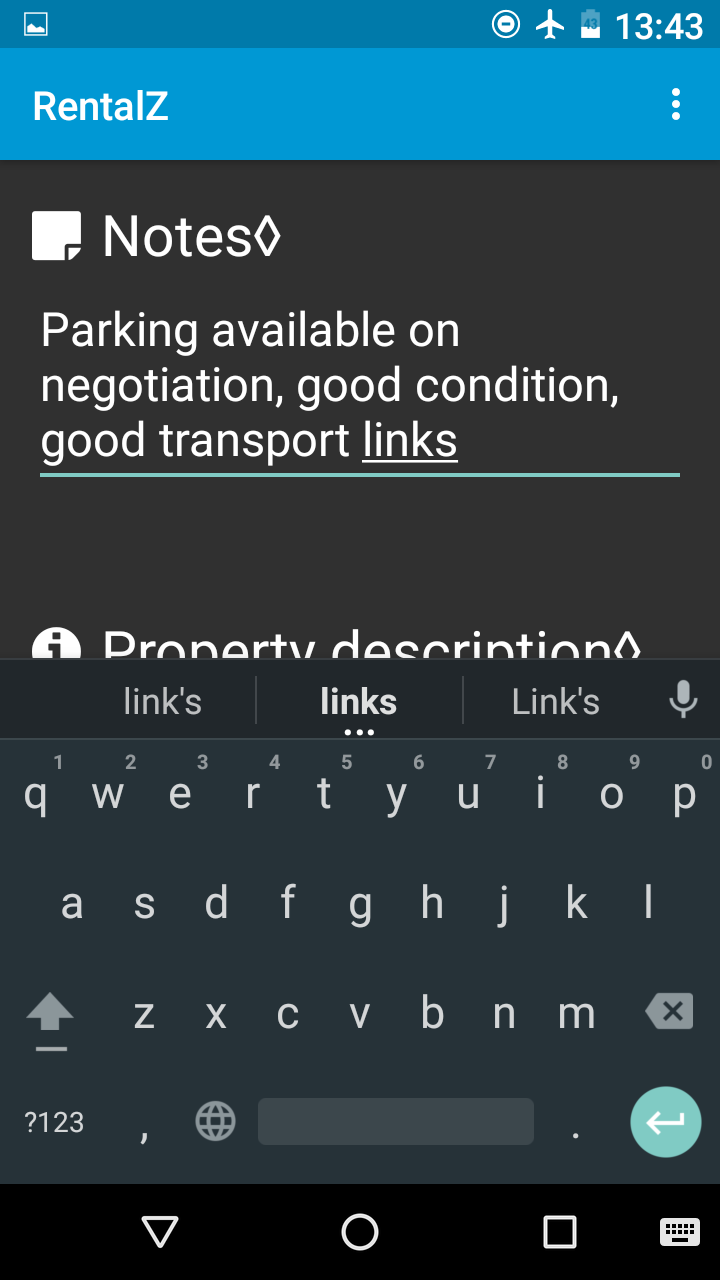 43 13:43
RentalZ
Notes◊
Parking available on
negotiation, good condition,
good transport links
Property description◊
link's links Link's
1 2 3 4 5 6 7 8 9 0
q w e r t y u i o p
a s d f g h j k l
z x c v b n m
?123 , .